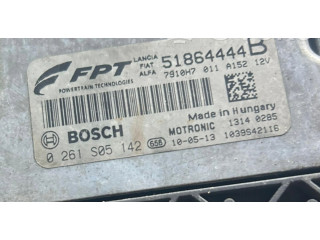 FPT
POWERTRAIN TECHNOLOGIES
LANCIA
FIAT
ALFA
51864444B
7910H7 011 A152 12V
Made in Hungary
BOSCH
MOTRONIC 1314 0285
0 261 S05 142 656 10-05-13 1039S42116